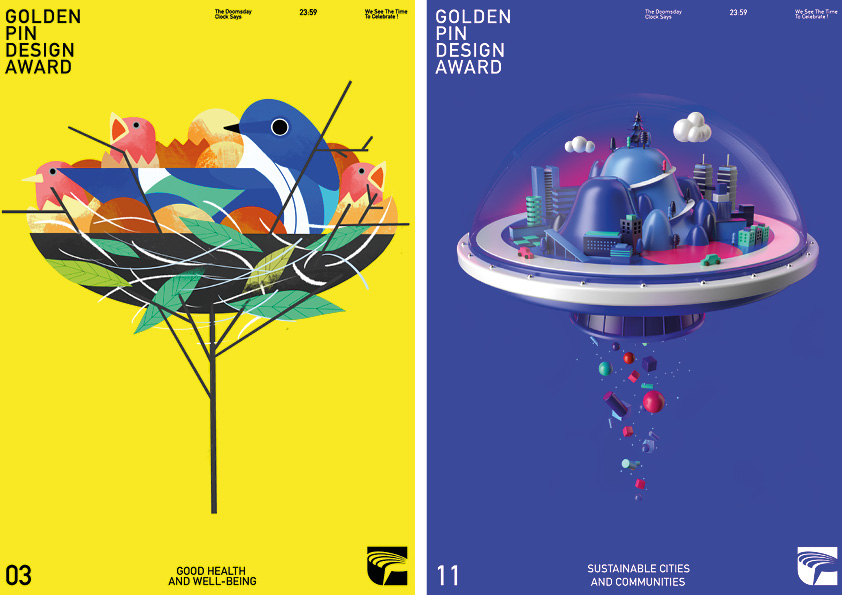 GOLDEN
PIN
DESIGN
AWARD
The Doomsday
Clock Says
23:59
We See The Time
To Celebrate !
03
GOOD HEALTH
AND WELL-BEING
GOLDEN
PIN
DESIGN
AWARD
The Doomsday
Clock Says
23:59
We See The Time
To Celebrate !
11
SUSTAINABLE CITIES
AND COMMUNITIES